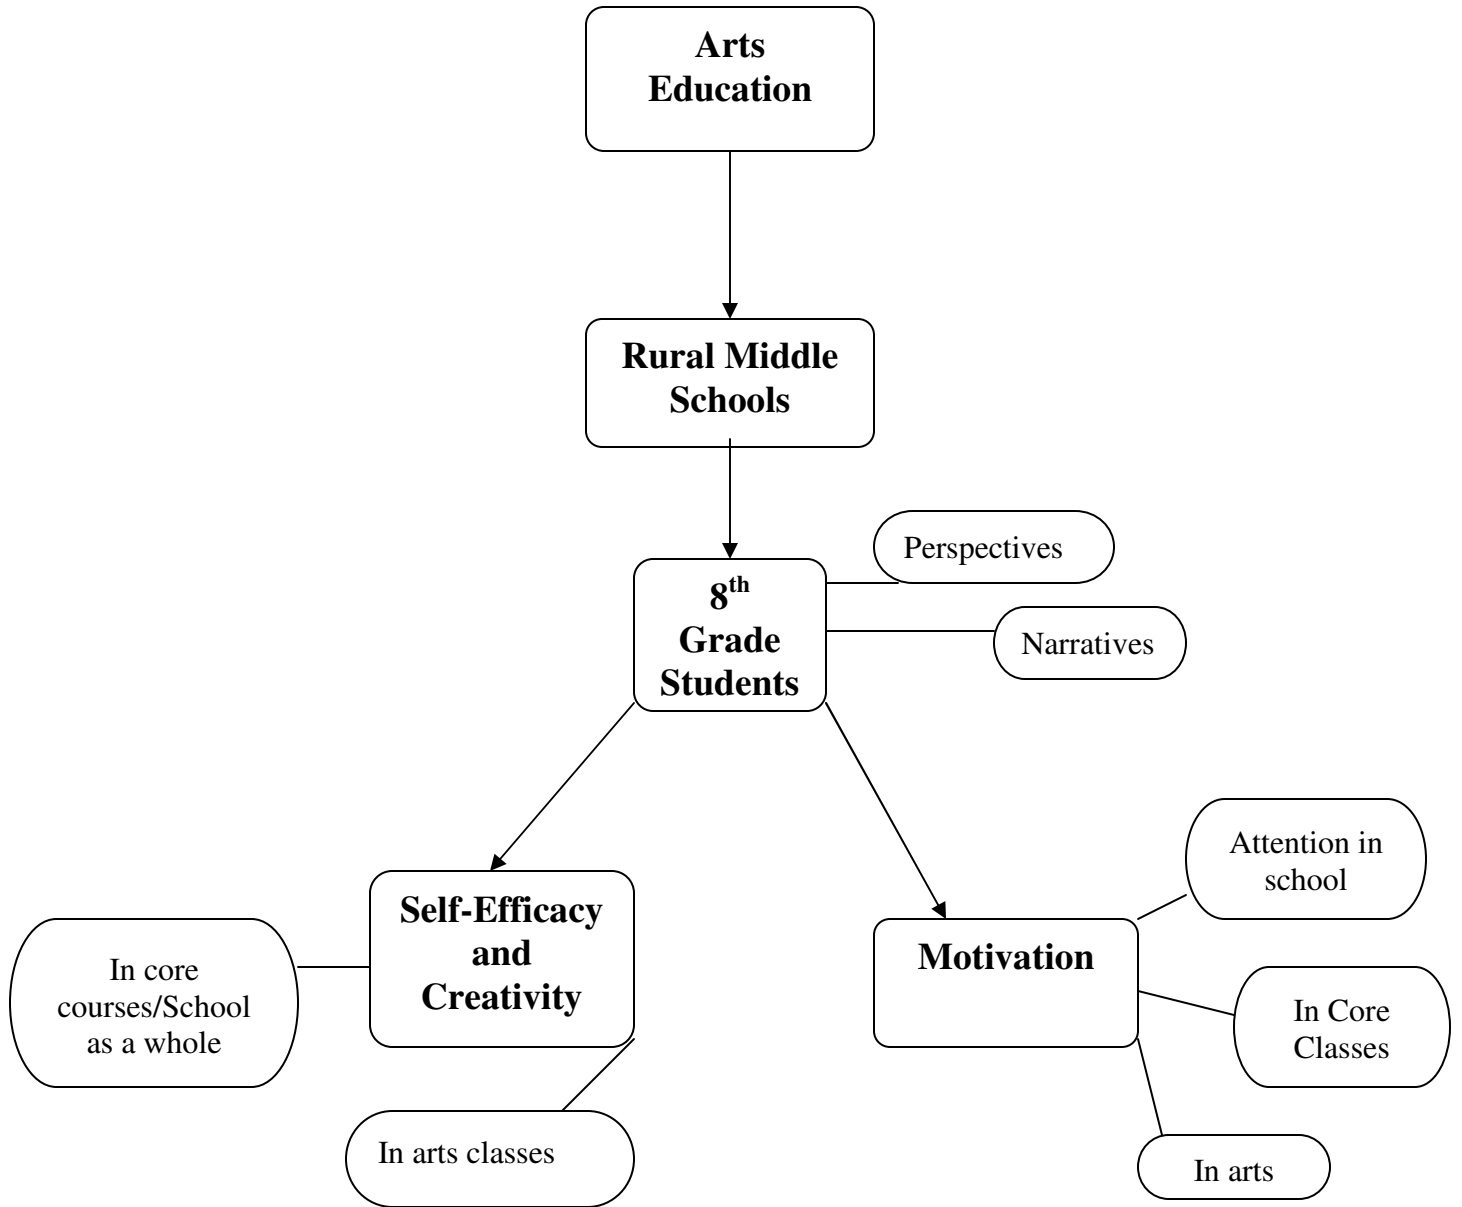 Arts
Education
Rural Middle
Schools
Perspectives
8th
Grade
Students
Narratives
Attention in
school
Self-Efficacy
and
Creativity
Motivation
In core
courses/School
as a whole
In Core
Classes
In arts classes
In arts